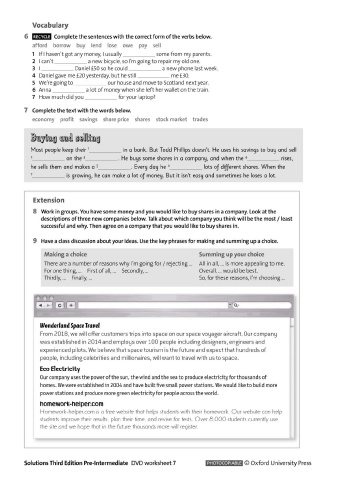 Vocabulary
6 RECYCLE Complete the sentences with the correct form of the verbs below.
afford borrow buy lend lose owe pay sell
1 If I haven't got any money, I usually __________ some from my parents.
2 I can't __________ a new bicycle, so I'm going to repair my old one.
3 I __________ Daniel £50 so he could __________ a new phone last week.
4 Daniel gave me £20 yesterday, but he still __________ me £30.
5 We're going to __________ our house and move to Scotland next year.
6 Anna __________ a lot of money when she left her wallet on the train.
7 How much did you __________ for your laptop?
7 Complete the text with the words below.
economy profit savings share price shares stock market trades
Buying and selling
Most people keep their 1__________ in a bank. But Todd Phillips doesn't. He uses his savings to buy and sell
2__________ on the 3__________. He buys some shares in a company, and when the 4__________ rises,
he sells them and makes a 5__________. Every day he 6__________ lots of different shares. When the
7__________ is growing, he can make a lot of money. But it isn't easy and sometimes he loses a lot.
Extension
8 Work in groups. You have some money and you would like to buy shares in a company. Look at the
descriptions of three new companies below. Talk about which company you think will be the most / least
successful and why. Then agree on a company that you would like to buy shares in.
9 Have a class discussion about your ideas. Use the key phrases for making and summing up a choice.
Making a choice
There are a number of reasons why I'm going for / rejecting ...
For one thing, ... First of all, ... Secondly, ...
Thirdly, ... Finally, ...
Summing up your choice
All in all, ... is more appealing to me.
Overall, ... would be best.
So, for these reasons, I'm choosing ...
Wonderland Space Travel
From 2018, we will offer customers trips into space on our space voyager aircraft. Our company
was established in 2014 and employs over 100 people including designers, engineers and
experienced pilots. We believe that space tourism is the future and expect that hundreds of
people, including celebrities and millionaires, will want to travel with us to space.
Eco Electricity
Our company uses the power of the sun, the wind and the sea to produce electricity for thousands of
homes. We were established in 2004 and have built five small power stations. We would like to build more
power stations and produce more green electricity for people across the world.
homework-helper.com
Homework-helper.com is a free website that helps students with their homework. Our website can help
students improve their results, plan their time, and revise for tests. Over 8,000 students currently use
the site and we hope that in the future thousands more will register.
Solutions Third Edition Pre-Intermediate DVD worksheet 7 PHOTOCOPIABLE © Oxford University Press